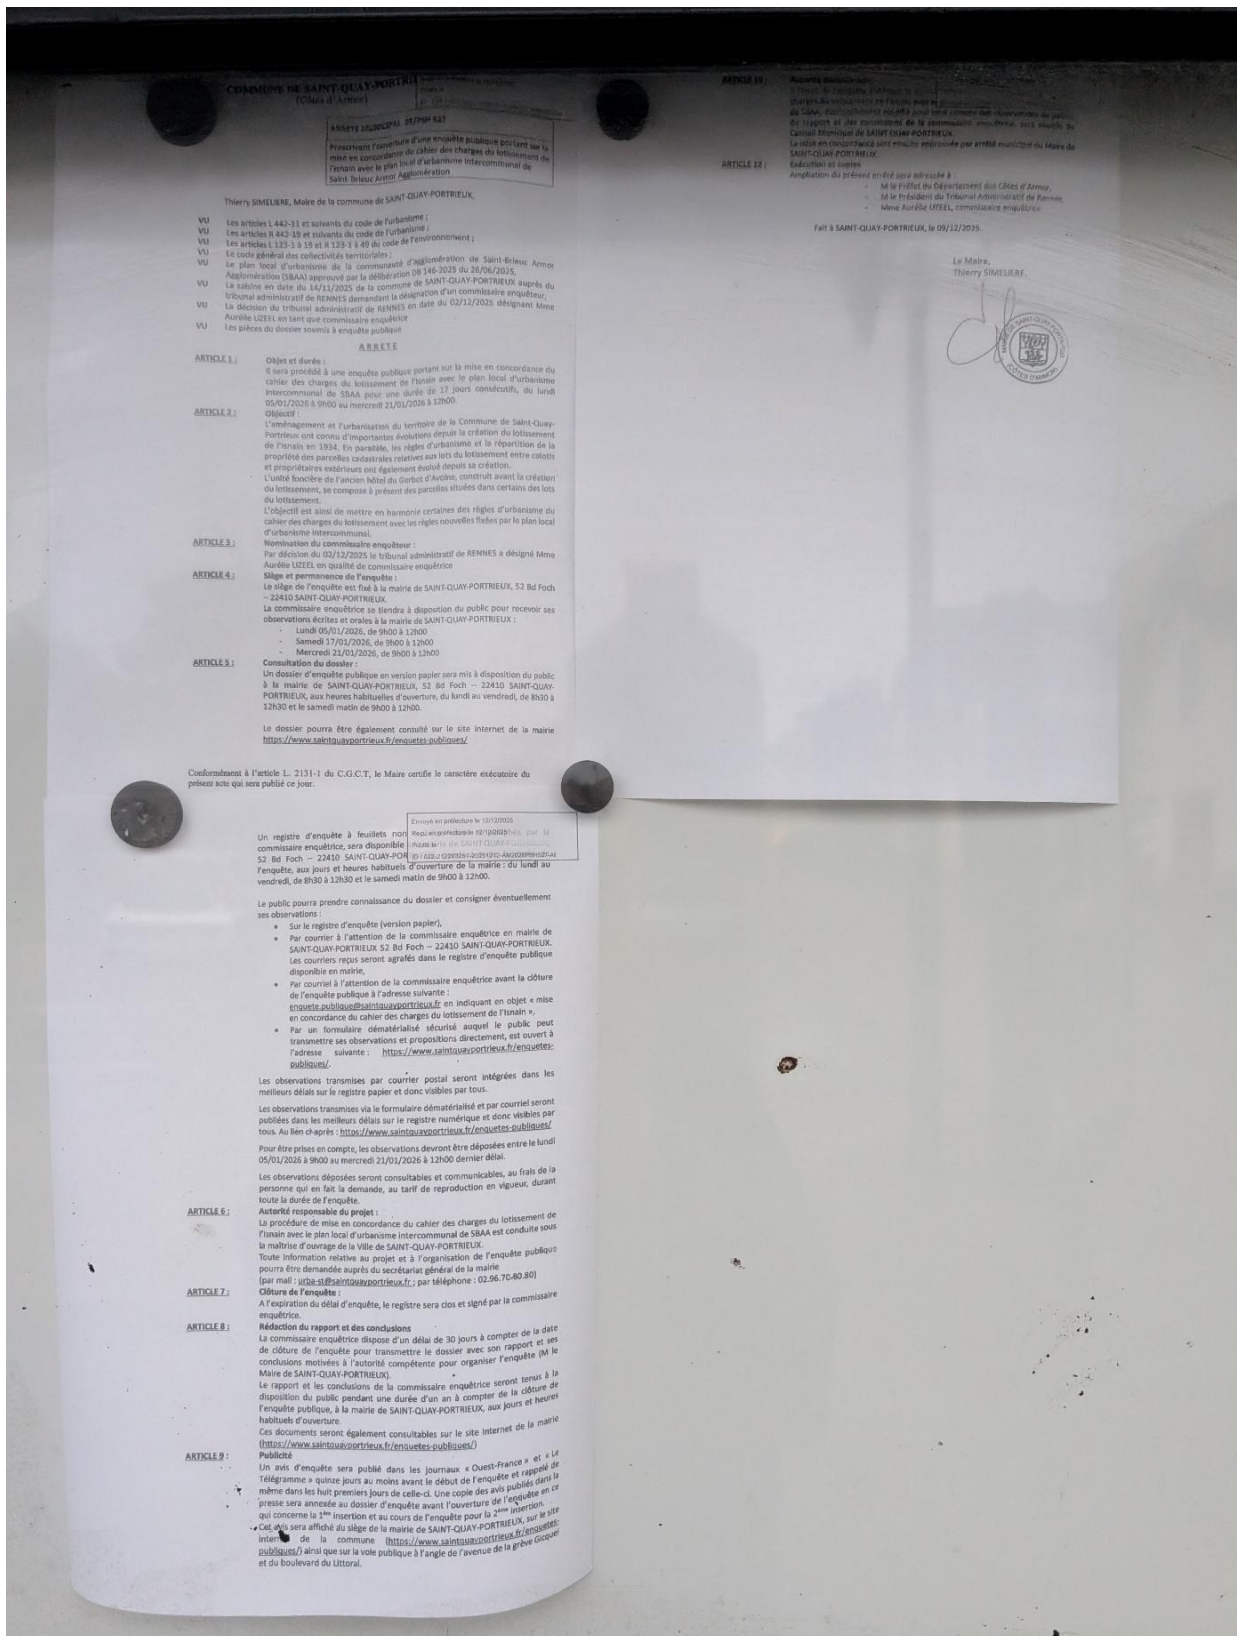 COMMUNE DE SAINT-QUAY-PORTRIE
(Côtes d'Armor)
ARRETE MUNICIPAL
Prescrivant l'ouverture d'une enquête publique portant sur la
mise en concordance du cahier des charges du lotissement de
l'Isnain avec le plan local d'urbanisme Intercommunal de
Saint Brieuc Armor Agglomération
Thierry SIMELIERE, Maire de la commune de SAINT-QUAY-PORTRIEUX,
VU Les articles L 442-11 et suivants du code de l'urbanisme ;
VU Les articles R 442-19 et suivants du code de l'urbanisme ;
VU Les articles L 123-1 à 19 et R 123-1 à 49 du code de l'environnement ;
VU Le code général des collectivités territoriales ;
VU Le plan local d'urbanisme de la communauté d'agglomération de Saint-Brieuc Armor
Agglomération (SBAA) approuvé par la délibération DB 146-2025 du 26/06/2025,
VU La saisine en date du 14/11/2025 de la commune de SAINT-QUAY-PORTRIEUX auprès du
tribunal administratif de RENNES demandant la désignation d'un commissaire enquêteur,
VU La décision du tribunal administratif de RENNES en date du 02/12/2025 désignant Mme
Aurélie UZEEL en tant que commissaire enquêtrice
VU Les pièces du dossier soumis à enquête publique
ARRETE
ARTICLE 1 : Objet et durée :
Il sera procédé à une enquête publique portant sur la mise en concordance du
cahier des charges du lotissement de l'Isnain avec le plan local d'urbanisme
Intercommunal de SBAA pour une durée de 17 jours consécutifs, du lundi
05/01/2026 à 9h00 au mercredi 21/01/2026 à 12h00.
ARTICLE 2 : Objectif :
L'aménagement et l'urbanisation du territoire de la Commune de Saint-Quay-
Portrieux ont connu d'importantes évolutions depuis la création du lotissement
de l'Isnain en 1934. En parallèle, les règles d'urbanisme et la répartition de la
propriété des parcelles cadastrales relatives aux lots du lotissement entre colotis
et propriétaires extérieurs ont également évolué depuis sa création.
L'unité foncière de l'ancien hôtel du Gerbot d'Avoine, construit avant la création
du lotissement, se compose à présent des parcelles situées dans certains des lots
du lotissement.
L'objectif est ainsi de mettre en harmonie certaines des règles d'urbanisme du
cahier des charges du lotissement avec les règles nouvelles fixées par le plan local
d'urbanisme Intercommunal.
ARTICLE 3 : Nomination du commissaire enquêteur :
Par décision du 02/12/2025 le tribunal administratif de RENNES a désigné Mme
Aurélie UZEEL en qualité de commissaire enquêtrice
ARTICLE 4 : Siège et permanence de l'enquête :
Le siège de l'enquête est fixé à la mairie de SAINT-QUAY-PORTRIEUX, 52 Bd Foch
– 22410 SAINT-QUAY-PORTRIEUX.
La commissaire enquêtrice se tiendra à disposition du public pour recevoir ses
observations écrites et orales à la mairie de SAINT-QUAY-PORTRIEUX :
- Lundi 05/01/2026, de 9h00 à 12h00
- Samedi 17/01/2026, de 9h00 à 12h00
- Mercredi 21/01/2026, de 9h00 à 12h00
ARTICLE 5 : Consultation du dossier :
Un dossier d'enquête publique en version papier sera mis à disposition du public
à la mairie de SAINT-QUAY-PORTRIEUX, 52 Bd Foch – 22410 SAINT-QUAY-
PORTRIEUX, aux heures habituelles d'ouverture, du lundi au vendredi, de 8h30 à
12h30 et le samedi matin de 9h00 à 12h00.
Le dossier pourra être également consulté sur le site internet de la mairie
https://www.saintquayportrieux.fr/enquetes-publiques/
Conformément à l'article L. 2131-1 du C.G.C.T, le Maire certifie le caractère exécutoire du
présent acte qui sera publié ce jour.
Envoyé en préfecture le 12/12/2025
Reçu en préfecture le 12/12/2025
Un registre d'enquête à feuillets non par la
commissaire enquêtrice, sera disponible
52 Bd Foch – 22410 SAINT-QUAY-POR
l'enquête, aux jours et heures habituels d'ouverture de la mairie : du lundi au
vendredi, de 8h30 à 12h30 et le samedi matin de 9h00 à 12h00.
Le public pourra prendre connaissance du dossier et consigner éventuellement
ses observations :
• Sur le registre d'enquête (version papier),
• Par courrier à l'attention de la commissaire enquêtrice en mairie de
SAINT-QUAY-PORTRIEUX 52 Bd Foch – 22410 SAINT-QUAY-PORTRIEUX.
Les courriers reçus seront agrafés dans le registre d'enquête publique
disponible en mairie,
• Par courriel à l'attention de la commissaire enquêtrice avant la clôture
de l'enquête publique à l'adresse suivante :
enquete.publique@saintquayportrieux.fr en indiquant en objet « mise
en concordance du cahier des charges du lotissement de l'Isnain »,
• Par un formulaire dématérialisé sécurisé auquel le public peut
transmettre ses observations et propositions directement, est ouvert à
l'adresse suivante : https://www.saintquayportrieux.fr/enquetes-
publiques/.
Les observations transmises par courrier postal seront intégrées dans les
meilleurs délais sur le registre papier et donc visibles par tous.
Les observations transmises via le formulaire dématérialisé et par courriel seront
publiées dans les meilleurs délais sur le registre numérique et donc visibles par
tous. Au lien ci-après : https://www.saintquayportrieux.fr/enquetes-publiques/
Pour être prises en compte, les observations devront être déposées entre le lundi
05/01/2026 à 9h00 au mercredi 21/01/2026 à 12h00 dernier délai.
Les observations déposées seront consultables et communicables, au frais de la
personne qui en fait la demande, au tarif de reproduction en vigueur, durant
toute la durée de l'enquête.
ARTICLE 6 : Autorité responsable du projet :
La procédure de mise en concordance du cahier des charges du lotissement de
l'Isnain avec le plan local d'urbanisme intercommunal de SBAA est conduite sous
la maîtrise d'ouvrage de la Ville de SAINT-QUAY-PORTRIEUX.
Toute information relative au projet et à l'organisation de l'enquête publique
pourra être demandée auprès du secrétariat général de la mairie
(par mail : urba-st@saintquayportrieux.fr ; par téléphone : 02.96.70.80.80)
ARTICLE 7 : Clôture de l'enquête :
A l'expiration du délai d'enquête, le registre sera clos et signé par la commissaire
enquêtrice.
ARTICLE 8 : Rédaction du rapport et des conclusions
La commissaire enquêtrice dispose d'un délai de 30 jours à compter de la date
de clôture de l'enquête pour transmettre le dossier avec son rapport et ses
conclusions motivées à l'autorité compétente pour organiser l'enquête (M le
Maire de SAINT-QUAY-PORTRIEUX).
Le rapport et les conclusions de la commissaire enquêtrice seront tenus à la
disposition du public pendant une durée d'un an à compter de la clôture de
l'enquête publique, à la mairie de SAINT-QUAY-PORTRIEUX, aux jours et heures
habituels d'ouverture.
Ces documents seront également consultables sur le site internet de la mairie
(https://www.saintquayportrieux.fr/enquetes-publiques/)
ARTICLE 9 : Publicité
Un avis d'enquête sera publié dans les journaux « Ouest-France » et « Le
Télégramme » quinze jours au moins avant le début de l'enquête et rappelé de
même dans les huit premiers jours de celle-ci. Une copie des avis publiés dans la
presse sera annexée au dossier d'enquête avant l'ouverture de l'enquête en ce
qui concerne la 1ère insertion et au cours de l'enquête pour la 2ème insertion.
Cet avis sera affiché au siège de la mairie de SAINT-QUAY-PORTRIEUX, sur le site
internet de la commune (https://www.saintquayportrieux.fr/enquetes-
publiques/) ainsi que sur la voie publique à l'angle de l'avenue de la grève Gicquel
et du boulevard du Littoral.
ARTICLE 10
Conseil Municipal de SAINT-QUAY-PORTRIEUX.
La mise en concordance sera ensuite approuvée par arrêté municipal du Maire de
SAINT-QUAY-PORTRIEUX.
ARTICLE 12 : Exécution et copies
Ampliation du présent arrêté sera adressée à :
- M le Préfet du Département des Côtes d'Armor,
- M le Président du Tribunal Administratif de Rennes
- Mme Aurélie UZEEL, commissaire enquêtrice
Fait à SAINT-QUAY-PORTRIEUX, le 09/12/2025.
Le Maire,
Thierry SIMELIERE.
MAIRIE DE SAINT-QUAY-PORTRIEUX
(CÔTES D'ARMOR)